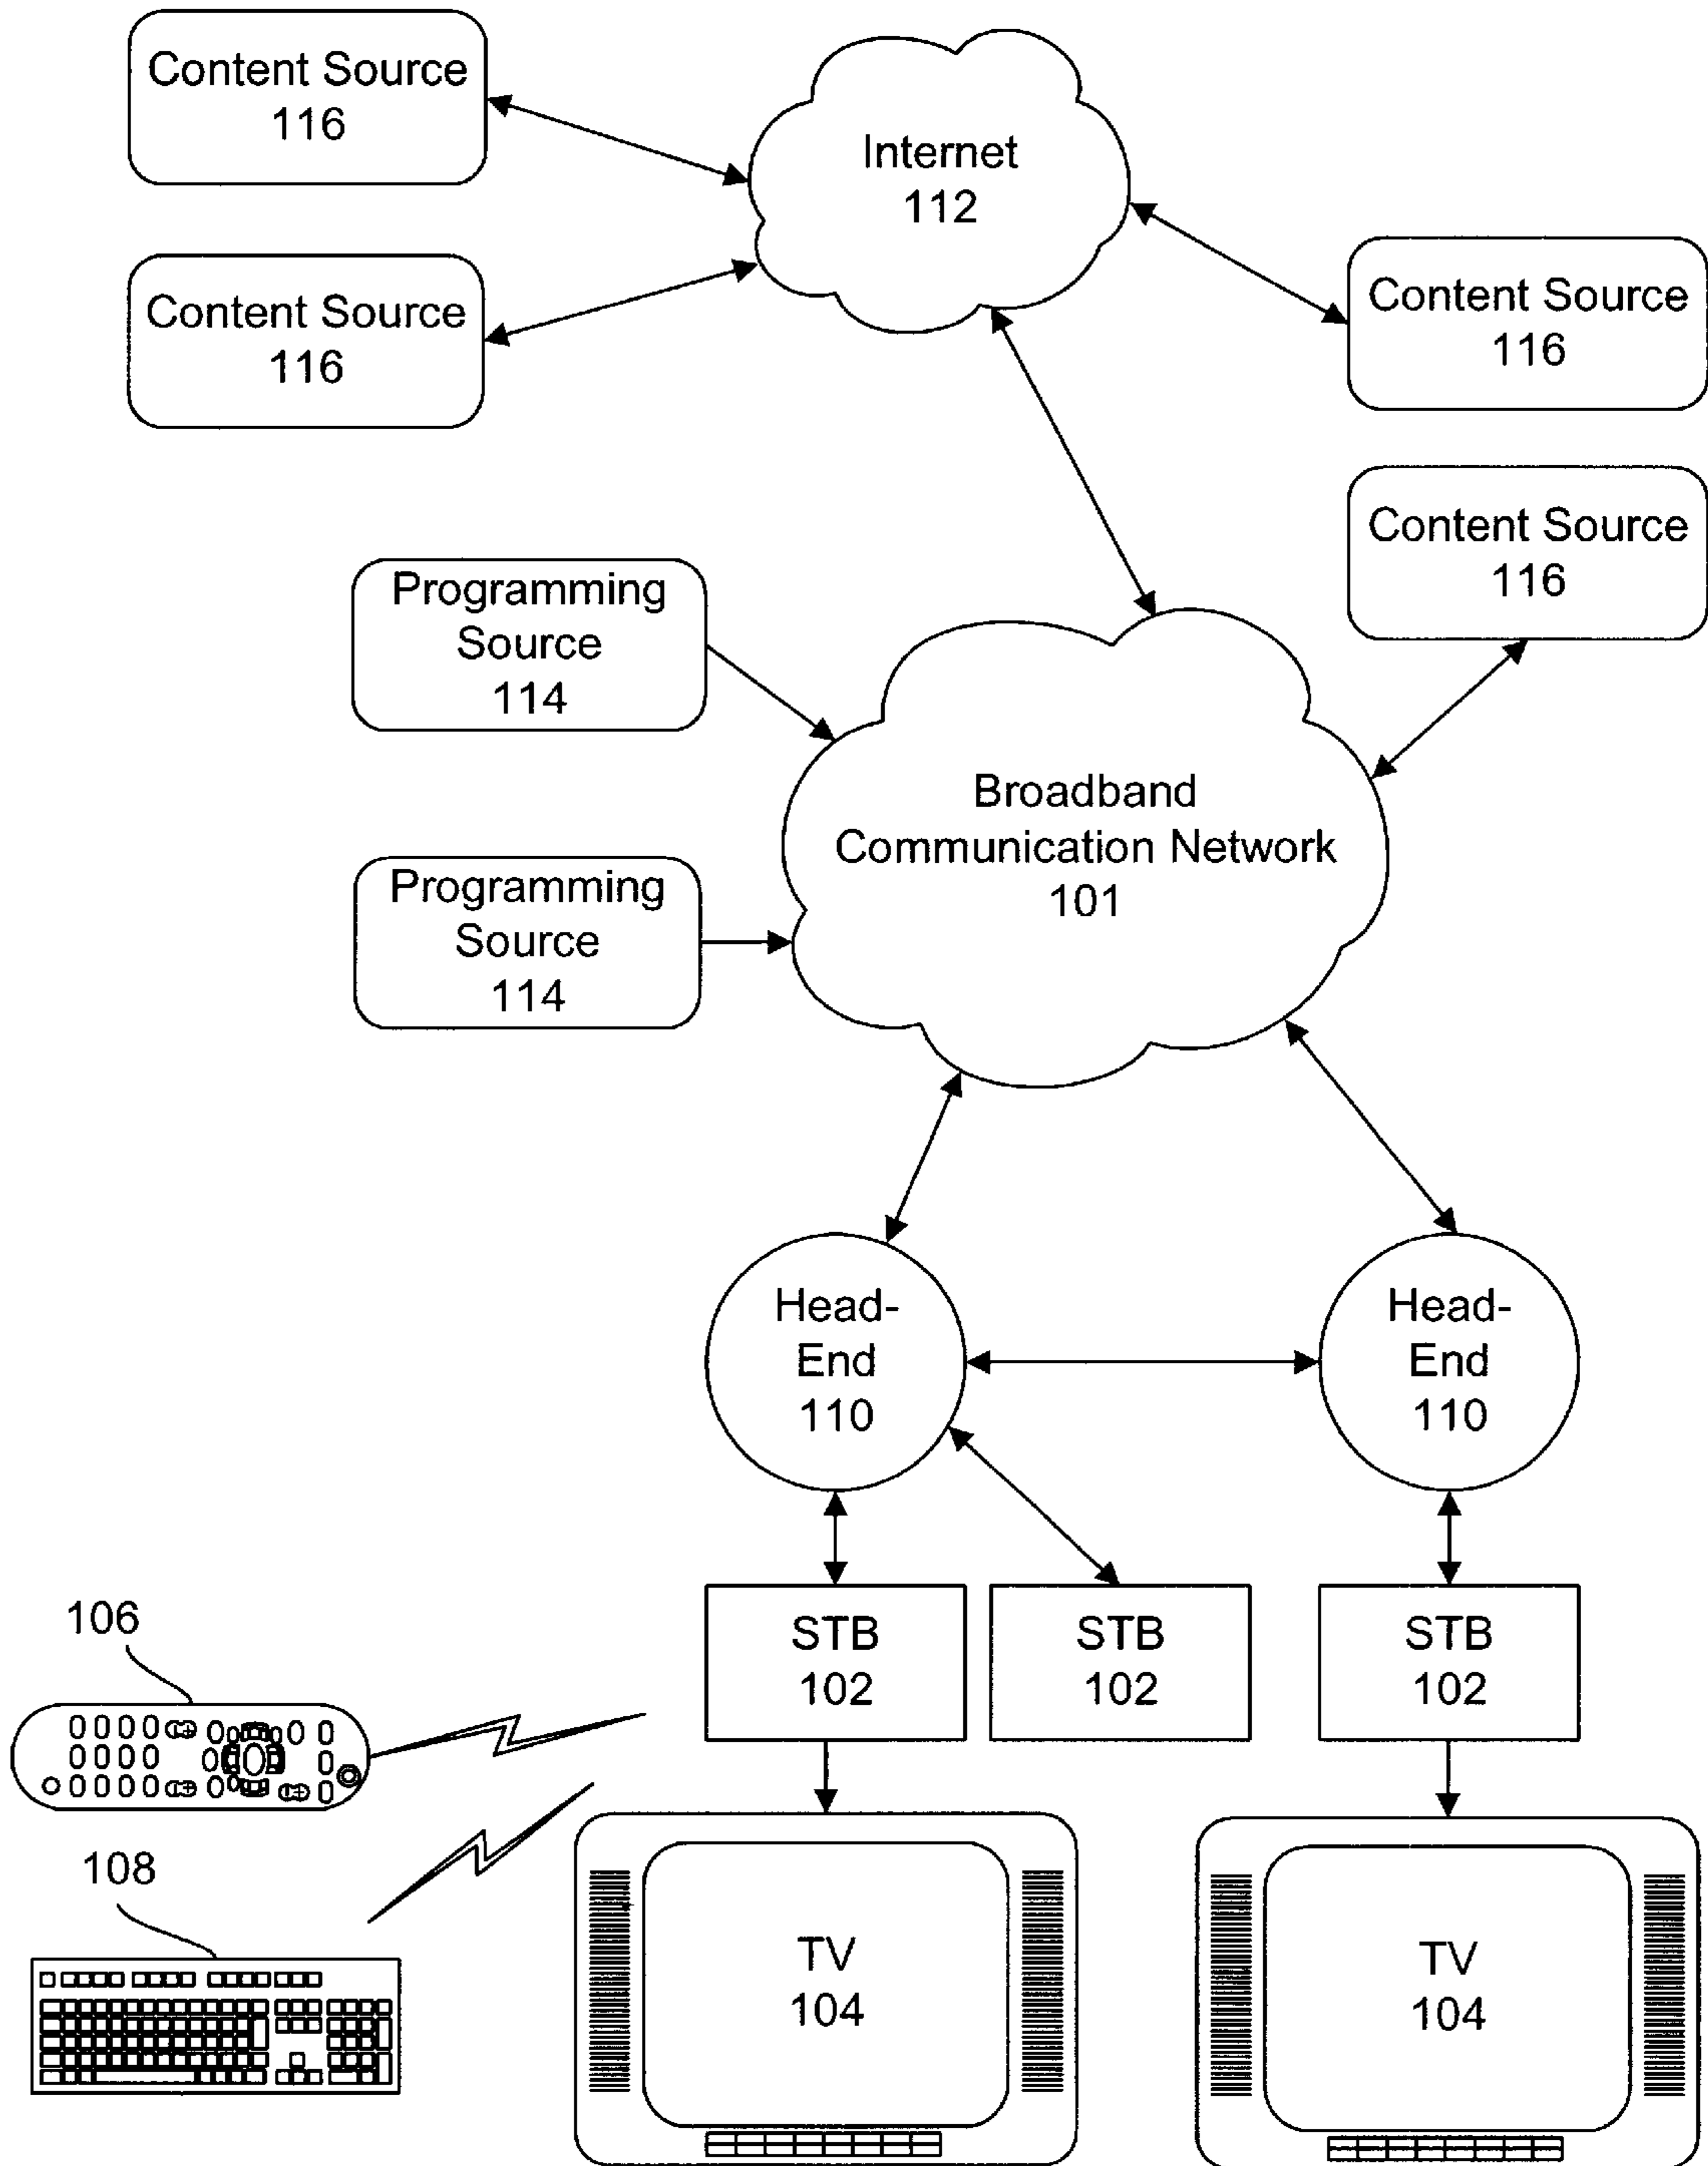 Content Source
116
Internet
112
Content Source
116
Content Source
116
Content Source
116
Programming
Source
114
Broadband
Communication Network
101
Programming
Source
114
Head-
End
110
Head-
End
110
STB
102
STB
102
STB
102
106
108
TV
104
TV
104